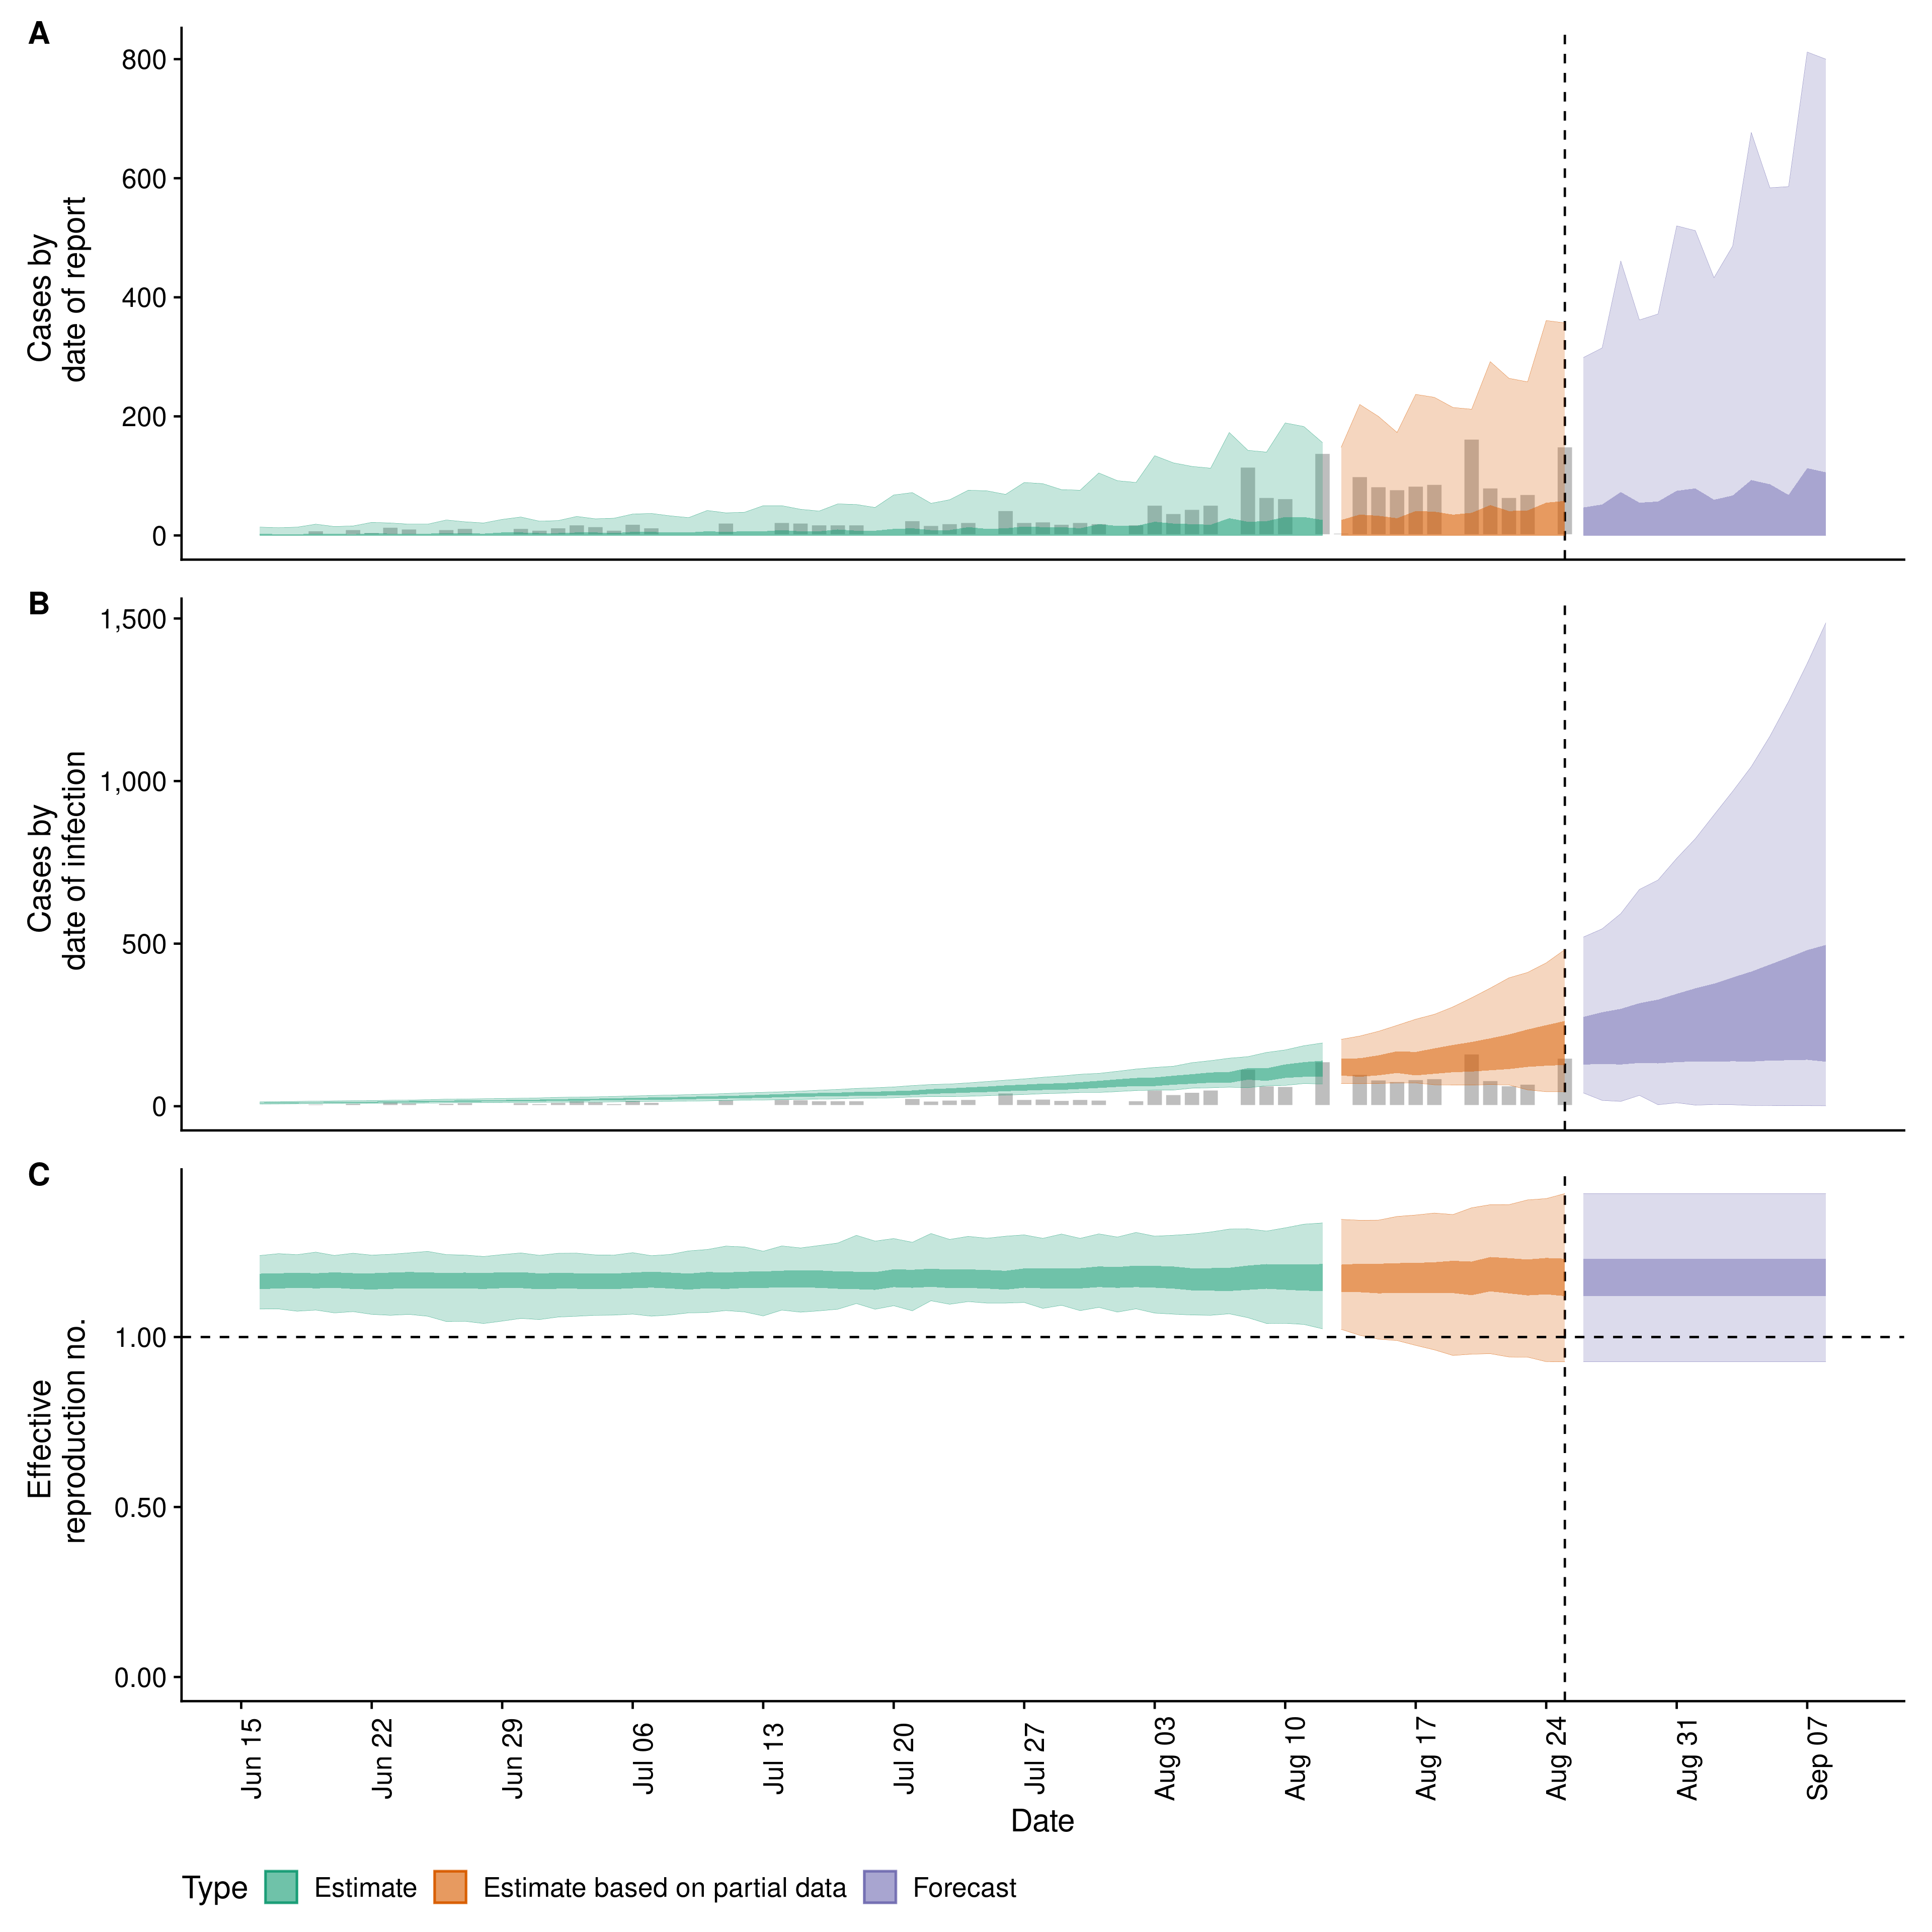 A
Cases by
date of report
800
600
400
200
0
B
Cases by
date of infection
1,500
1,000
500
0
C
Effective
reproduction no.
1.00
0.50
0.00
Jun 15
Jun 22
Jun 29
Jul 06
Jul 13
Jul 20
Jul 27
Aug 03
Aug 10
Aug 17
Aug 24
Aug 31
Sep 07
Date
Type Estimate Estimate based on partial data Forecast